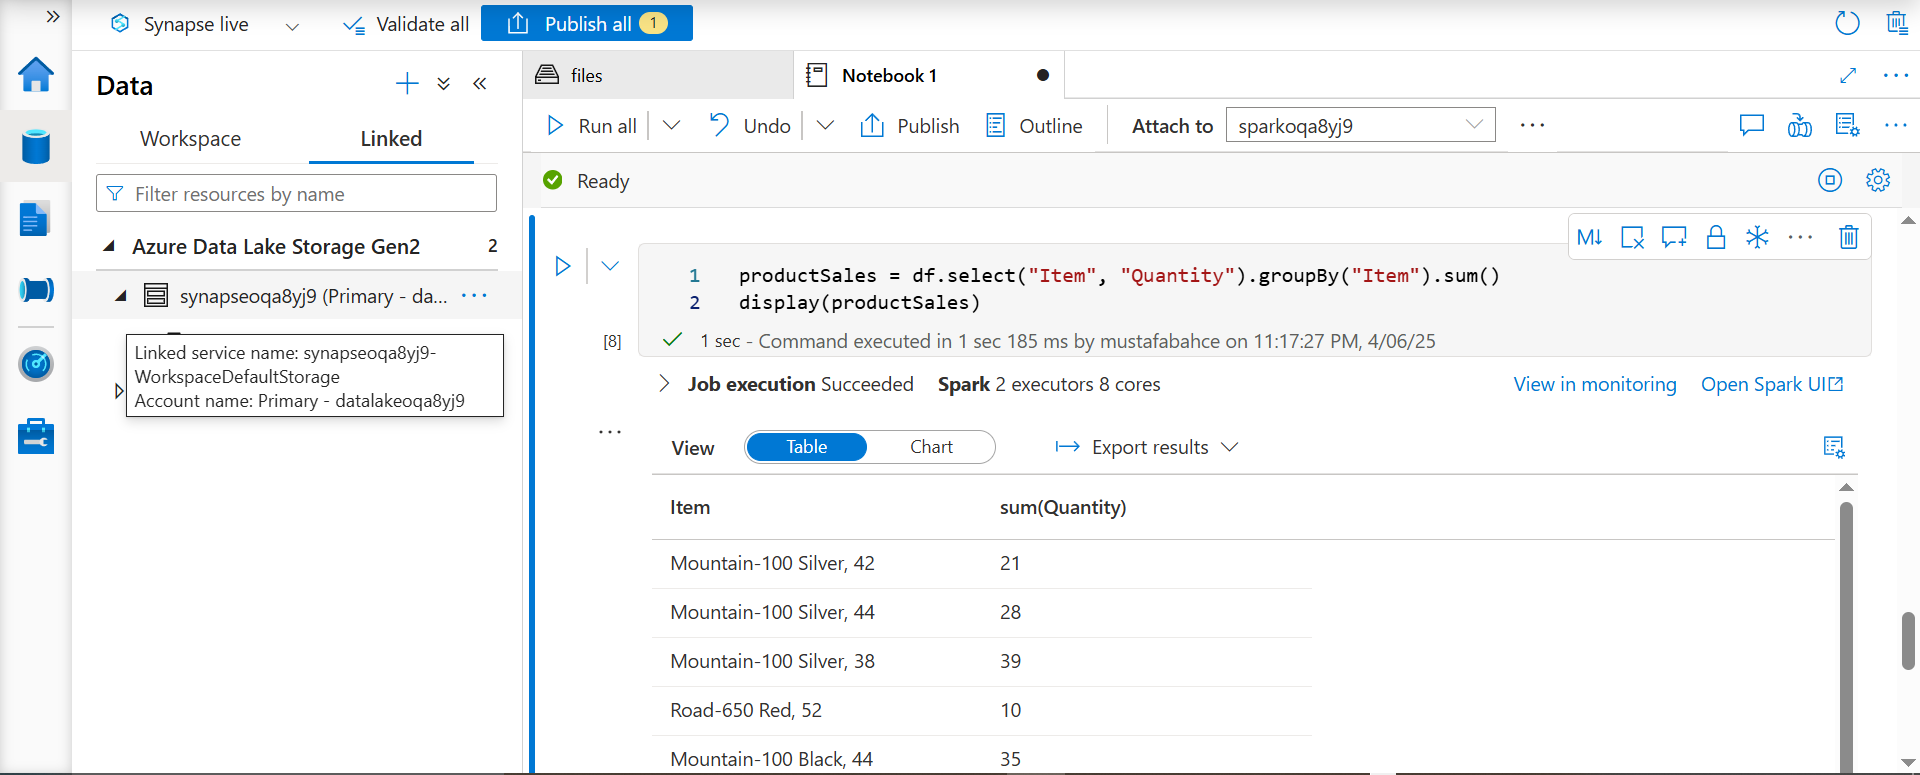 Synapse live
Validate all
Publish all 1
Data
Workspace
Linked
Filter resources by name
Azure Data Lake Storage Gen2 2
synapseoqa8yj9 (Primary - da...
Linked service name: synapseoqa8yj9-
WorkspaceDefaultStorage
Account name: Primary - datalakeoqa8yj9
files
Notebook 1
Run all
Undo
Publish
Outline
Attach to
sparkoqa8yj9
Ready
M↓
1 productSales = df.select("Item", "Quantity").groupBy("Item").sum()
2 display(productSales)
[8]
1 sec - Command executed in 1 sec 185 ms by mustafabahce on 11:17:27 PM, 4/06/25
Job execution Succeeded Spark 2 executors 8 cores
View in monitoring
Open Spark UI
View
Table
Chart
Export results
Item sum(Quantity)
Mountain-100 Silver, 42 21
Mountain-100 Silver, 44 28
Mountain-100 Silver, 38 39
Road-650 Red, 52 10
Mountain-100 Black, 44 35